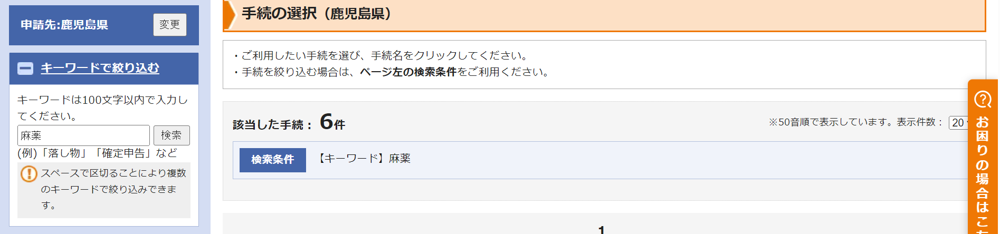 申請先:鹿児島県
変更
キーワードで絞り込む
キーワードは100文字以内で入力し
てください。
麻薬
検索
(例)「落し物」「確定申告」など
スペースで区切ることにより複数
のキーワードで絞り込みできま
す。
手続の選択（鹿児島県）
・ご利用したい手続を選び、手続名をクリックしてください。
・手続を絞り込む場合は、ページ左の検索条件をご利用ください。
該当した手続： 6件
※50音順で表示しています。表示件数： 20
検索条件 【キーワード】麻薬
1
お困りの場合はこ